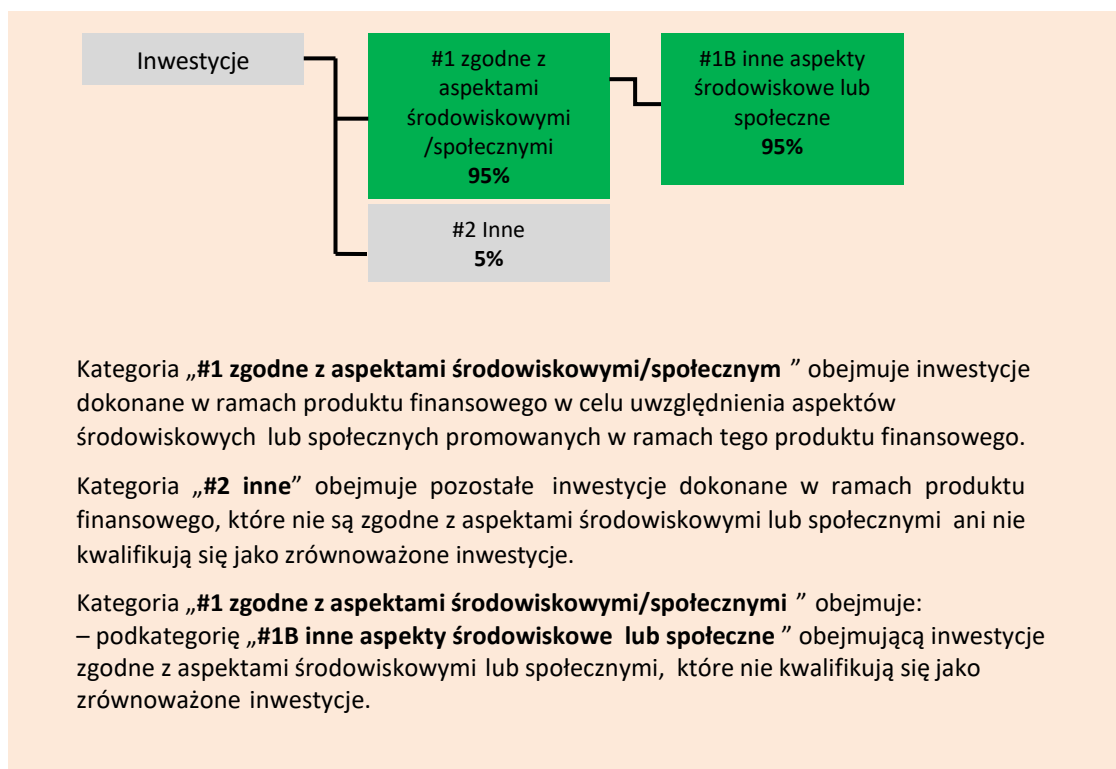 Inwestycje
#1 zgodne z
aspektami
środowiskowymi
/społecznymi
95%
#1B inne aspekty
środowiskowe lub
społeczne
95%
#2 Inne
5%
Kategoria „#1 zgodne z aspektami środowiskowymi/społecznym ” obejmuje inwestycje
dokonane w ramach produktu finansowego w celu uwzględnienia aspektów
środowiskowych lub społecznych promowanych w ramach tego produktu finansowego.
Kategoria „#2 inne” obejmuje pozostałe inwestycje dokonane w ramach produktu
finansowego, które nie są zgodne z aspektami środowiskowymi lub społecznymi ani nie
kwalifikują się jako zrównoważone inwestycje.
Kategoria „#1 zgodne z aspektami środowiskowymi/społecznymi ” obejmuje:
– podkategorię „#1B inne aspekty środowiskowe lub społeczne ” obejmującą inwestycje
zgodne z aspektami środowiskowymi lub społecznymi, które nie kwalifikują się jako
zrównoważone inwestycje.